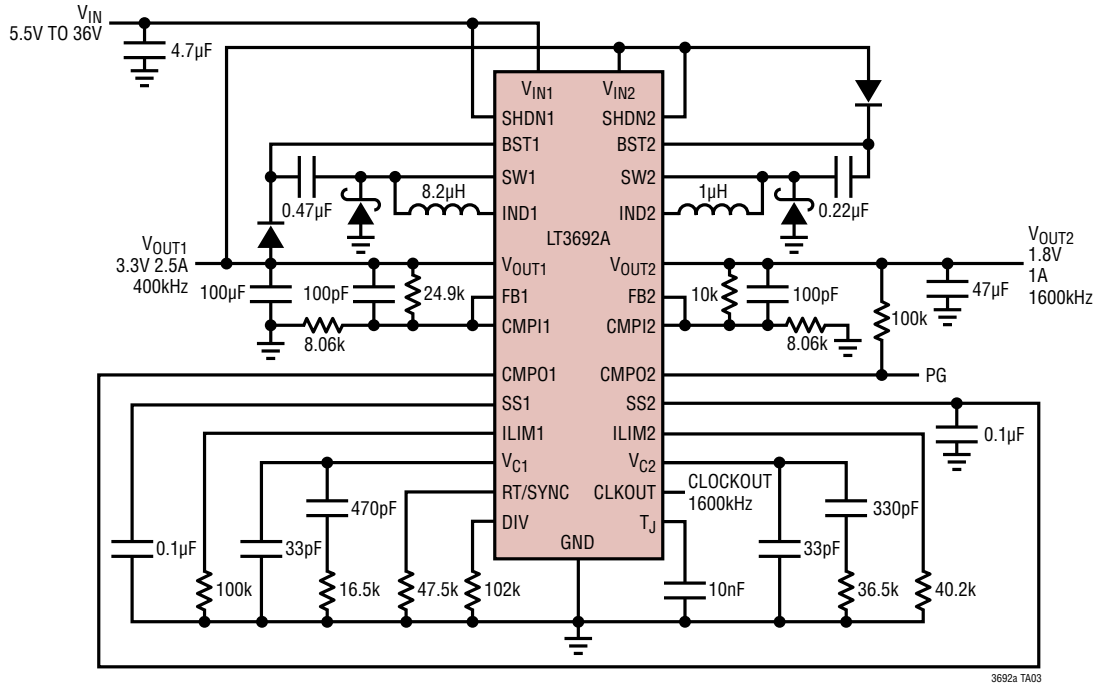 VIN
5.5V TO 36V
4.7µF
VIN1
VIN2
SHDN1
SHDN2
BST1
BST2
SW1
SW2
0.47µF
8.2µH
1µH
0.22µF
IND1
IND2
LT3692A
VOUT1
3.3V 2.5A
400kHz
VOUT1
VOUT2
VOUT2
1.8V
1A
1600kHz
100µF
100pF
24.9k
FB1
FB2
10k
100pF
47µF
8.06k
CMPI1
CMPI2
8.06k
100k
CMPO1
CMPO2
PG
SS1
SS2
0.1µF
ILIM1
ILIM2
VC1
VC2
470pF
RT/SYNC
CLKOUT
CLOCKOUT
1600kHz
330pF
DIV
TJ
GND
0.1µF
33pF
33pF
100k
16.5k
47.5k
102k
10nF
36.5k
40.2k
3692a TA03